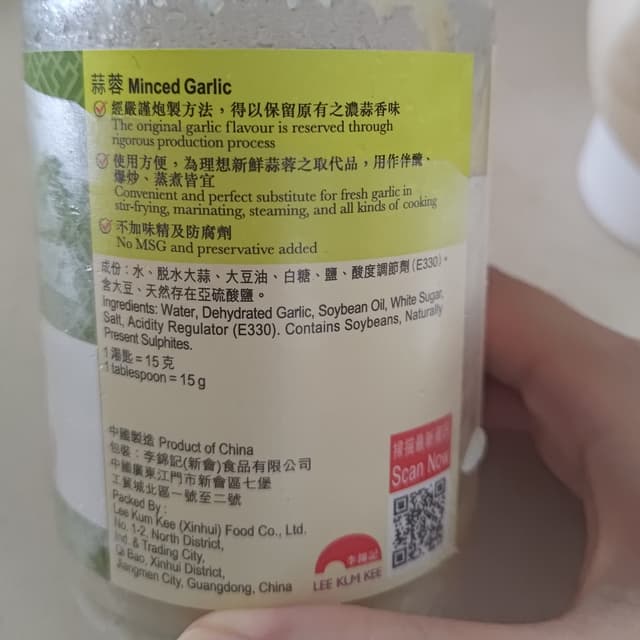 蒜蓉 Minced Garlic
經嚴謹炮製方法，得以保留原有之濃蒜香味
The original garlic flavour is reserved through
rigorous production process
使用方便，為理想新鮮蒜蓉之取代品，用作伴醮、
爆炒、蒸煮皆宜
Convenient and perfect substitute for fresh garlic in
stir-frying, marinating, steaming, and all kinds of cooking
不加味精及防腐劑
No MSG and preservative added
成份：水、脫水大蒜、大豆油、白糖、鹽、酸度調節劑（E330）。
含大豆、天然存在亞硫酸鹽。
Ingredients: Water, Dehydrated Garlic, Soybean Oil, White Sugar,
Salt, Acidity Regulator (E330). Contains Soybeans, Naturally
Present Sulphites.
1湯匙＝15克
1 tablespoon = 15 g
中國製造 Product of China
包裝：李錦記(新會)食品有限公司
中國廣東江門市新會區七堡
工貿城北區一號至二號
Packed By :
Lee Kum Kee (Xinhui) Food Co., Ltd.
No. 1-2, North District,
Ind. & Trading City,
Qi Bao, Xinhui District,
Jiangmen City, Guangdong, China
Scan Now
李錦記
LEE KUM KEE